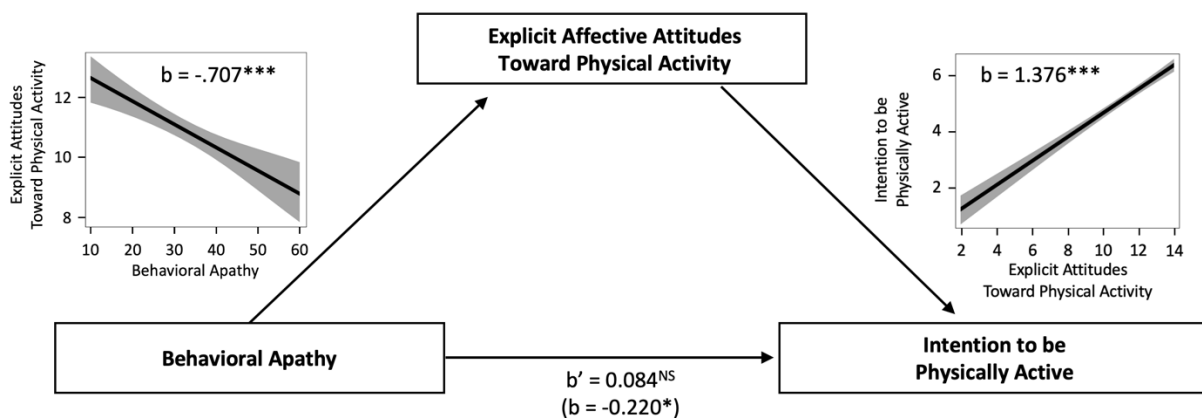 Explicit Affective Attitudes
Toward Physical Activity
b = -.707***
Explicit Attitudes
Toward Physical Activity
12
10
8
10 20 30 40 50 60
Behavioral Apathy
b = 1.376***
Intention to be
Physically Active
6
4
2
2 4 6 8 10 12 14
Explicit Attitudes
Toward Physical Activity
Behavioral Apathy
b’ = 0.084NS
(b = -0.220*)
Intention to be
Physically Active